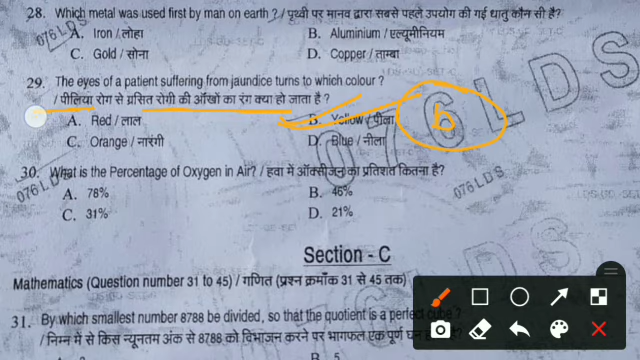 28. Which metal was used first by man on earth ? / पृथ्वी पर मानव द्वारा सबसे पहले उपयोग की गई धातु कौन सी है?
A. Iron / लोहा B. Aluminium / एल्यूमीनियम
C. Gold / सोना D. Copper / ताम्बा
29. The eyes of a patient suffering from jaundice turns to which colour ?
/ पीलिया रोग से ग्रसित रोगी की आँखों का रंग क्या हो जाता है ?
A. Red / लाल B. Yellow / पीला
C. Orange / नारंगी D. Blue / नीला
6
30. What is the Percentage of Oxygen in Air? / हवा में ऑक्सीजन का प्रतिशत कितना है?
A. 78% B. 46%
C. 31% D. 21%
076LDS
076LDS
076LDS
Section - C
Mathematics (Question number 31 to 45) / गणित (प्रश्न क्रमाँक 31 से 45 तक)
31. By which smallest number 8788 be divided, so that the quotient is a perfect cube ?
/ निम्न में से किस न्यूनतम अंक से 8788 को विभाजन करने पर भागफल एक पूर्ण घन
B. 5